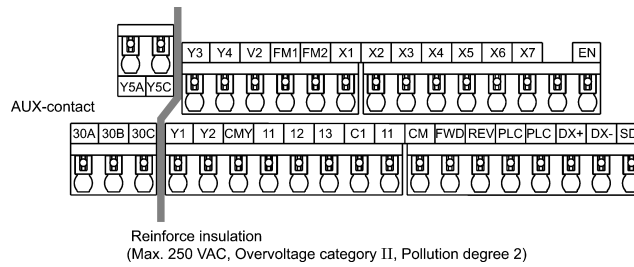 Y3 Y4 V2 FM1 FM2 X1 X2 X3 X4 X5 X6 X7 EN
Y5A Y5C
AUX-contact
30A 30B 30C Y1 Y2 CMY 11 12 13 C1 11 CM FWD REV PLC PLC DX+ DX- SD
Reinforce insulation
(Max. 250 VAC, Overvoltage category II, Pollution degree 2)